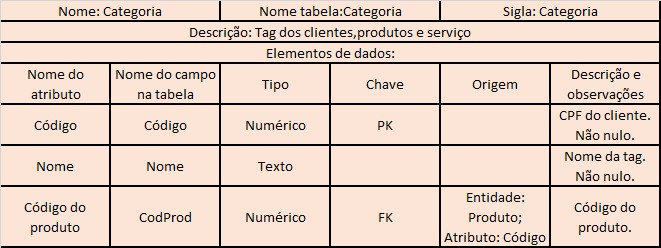 Nome: Categoria Nome tabela:Categoria Sigla: Categoria
Descrição: Tag dos clientes,produtos e serviço
Elementos de dados:
Nome do atributo Nome do campo na tabela Tipo Chave Origem Descrição e observações
Código Código Numérico PK CPF do cliente. Não nulo.
Nome Nome Texto Nome da tag. Não nulo.
Código do produto CodProd Numérico FK Entidade: Produto; Atributo: Código Código do produto.